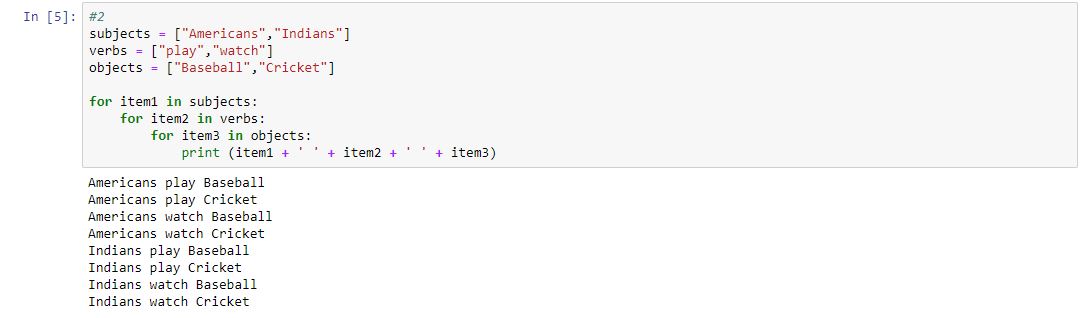 In [5]: #2
subjects = ["Americans","Indians"]
verbs = ["play","watch"]
objects = ["Baseball","Cricket"]

for item1 in subjects:
    for item2 in verbs:
        for item3 in objects:
            print (item1 + ' ' + item2 + ' ' + item3)

Americans play Baseball
Americans play Cricket
Americans watch Baseball
Americans watch Cricket
Indians play Baseball
Indians play Cricket
Indians watch Baseball
Indians watch Cricket